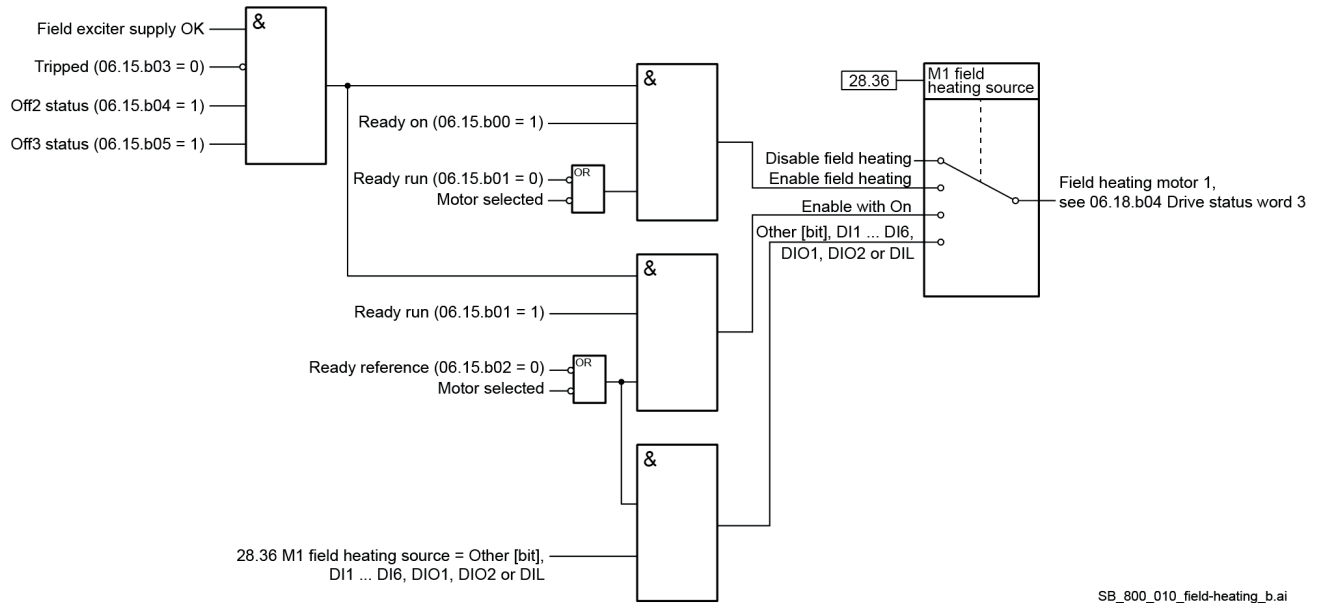 Field exciter supply OK
Tripped (06.15.b03 = 0)
Off2 status (06.15.b04 = 1)
Off3 status (06.15.b05 = 1)
&
&
Ready on (06.15.b00 = 1)
Ready run (06.15.b01 = 0)
Motor selected
OR
&
Ready run (06.15.b01 = 1)
Ready reference (06.15.b02 = 0)
Motor selected
OR
&
28.36 M1 field heating source = Other [bit],
DI1 ... DI6, DIO1, DIO2 or DIL
28.36
M1 field
heating source
Disable field heating
Enable field heating
Enable with On
Other [bit], DI1 ... DI6,
DIO1, DIO2 or DIL
Field heating motor 1,
see 06.18.b04 Drive status word 3
SB_800_010_field-heating_b.ai